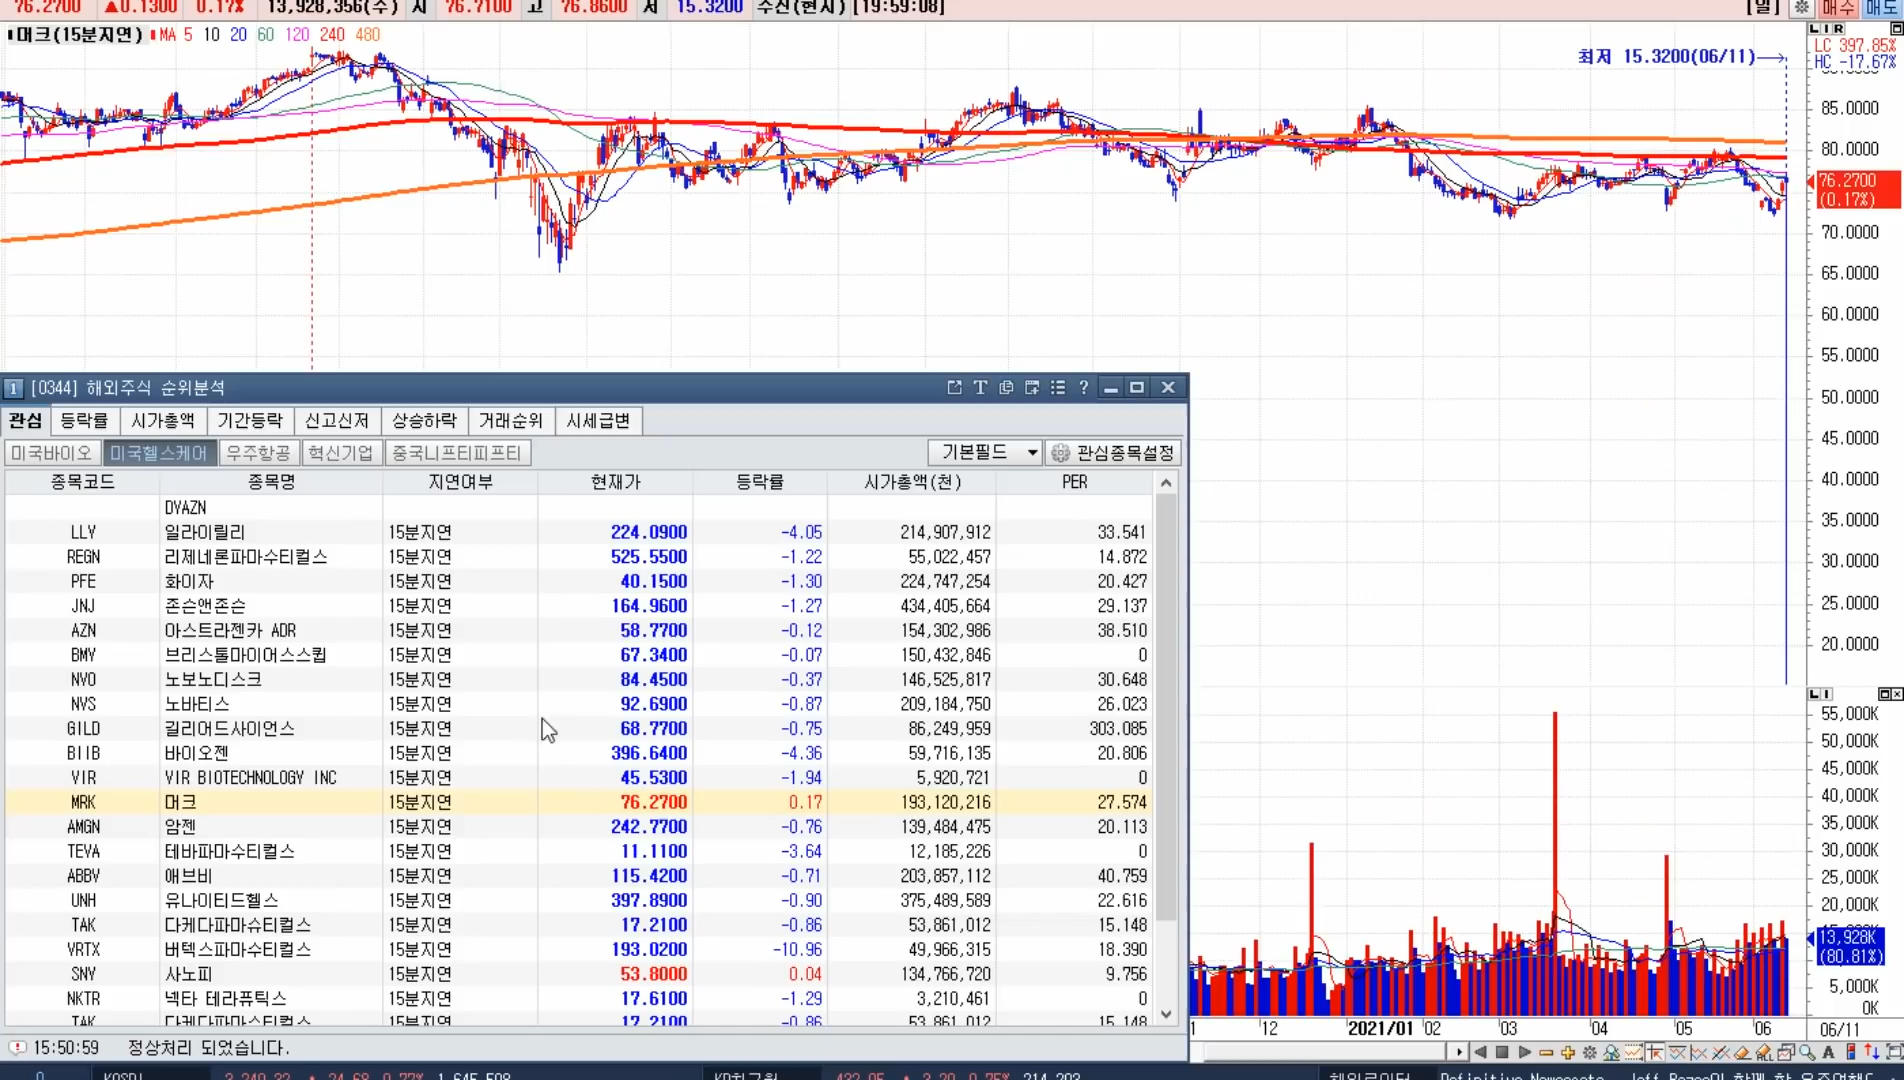 76.2700 ▲0.1300 0.17% 13,928,356(주) 시 76.7100 고 76.8600 저 15.3200 수신(현시) [19:59:08] [일] 매수 매도
머크(15분지연) MA 5 10 20 60 120 240 480
최저 15.3200(06/11)
L I R
LC 397.85%
HC -17.67%
85.0000
80.0000
76.2700
(0.17%)
70.0000
65.0000
60.0000
55.0000
50.0000
45.0000
40.0000
35.0000
30.0000
25.0000
20.0000
1 [0344] 해외주식 순위분석
관심 등락률 시가총액 기간등락 신고신저 상승하락 거래순위 시세급변
미국바이오 미국헬스케어 우주항공 혁신기업 중국니프티피프티 기본필드 관심종목설정
종목코드 종목명 지연여부 현재가 등락률 시가총액(천) PER
DVAZN
LLY 일라이릴리 15분지연 224.0900 -4.05 214,907,912 33.541
REGN 리제네론파마수티컬스 15분지연 525.5500 -1.22 55,022,457 14.872
PFE 화이자 15분지연 40.1500 -1.30 224,747,254 20.427
JNJ 존슨앤존슨 15분지연 164.9600 -1.27 434,405,664 29.137
AZN 아스트라젠카 ADR 15분지연 58.7700 -0.12 154,302,986 38.510
BMY 브리스톨마이어스스큅 15분지연 67.3400 -0.07 150,432,846 0
NVO 노보노디스크 15분지연 84.4500 -0.37 146,525,817 30.648
NVS 노바티스 15분지연 92.6900 -0.87 209,184,750 26.023
GILD 길리어드사이언스 15분지연 68.7700 -0.75 86,249,959 303.085
BIIB 바이오젠 15분지연 396.6400 -4.36 59,716,135 20.806
VIR VIR BIOTECHNOLOGY INC 15분지연 45.5300 -1.94 5,920,721 0
MRK 머크 15분지연 76.2700 0.17 193,120,216 27.574
AMGN 암젠 15분지연 242.7700 -0.76 139,484,475 20.113
TEVA 테바파마수티컬스 15분지연 11.1100 -3.64 12,185,226 0
ABBV 애브비 15분지연 115.4200 -0.71 203,857,112 40.759
UNH 유나이티드헬스 15분지연 397.8900 -0.90 375,489,589 22.616
TAK 다케다파마슈티컬스 15분지연 17.2100 -0.86 53,861,012 15.148
VRTX 버텍스파마수티컬스 15분지연 193.0200 -10.96 49,966,315 18.390
SNY 사노피 15분지연 53.8000 0.04 134,766,720 9.756
NKTR 넥타 테라퓨틱스 15분지연 17.6100 -1.29 3,210,461 0
TAK 다케다파마슈티컬스 15분지연 17.2100 -0.86 53,861,012 15.148
15:50:59 정상처리 되었습니다.
L I
55,000K
50,000K
45,000K
40,000K
35,000K
30,000K
25,000K
20,000K
13,928K
(80.81%)
5,000K
0K
12 2021/01 02 03 04 05 06 06/11